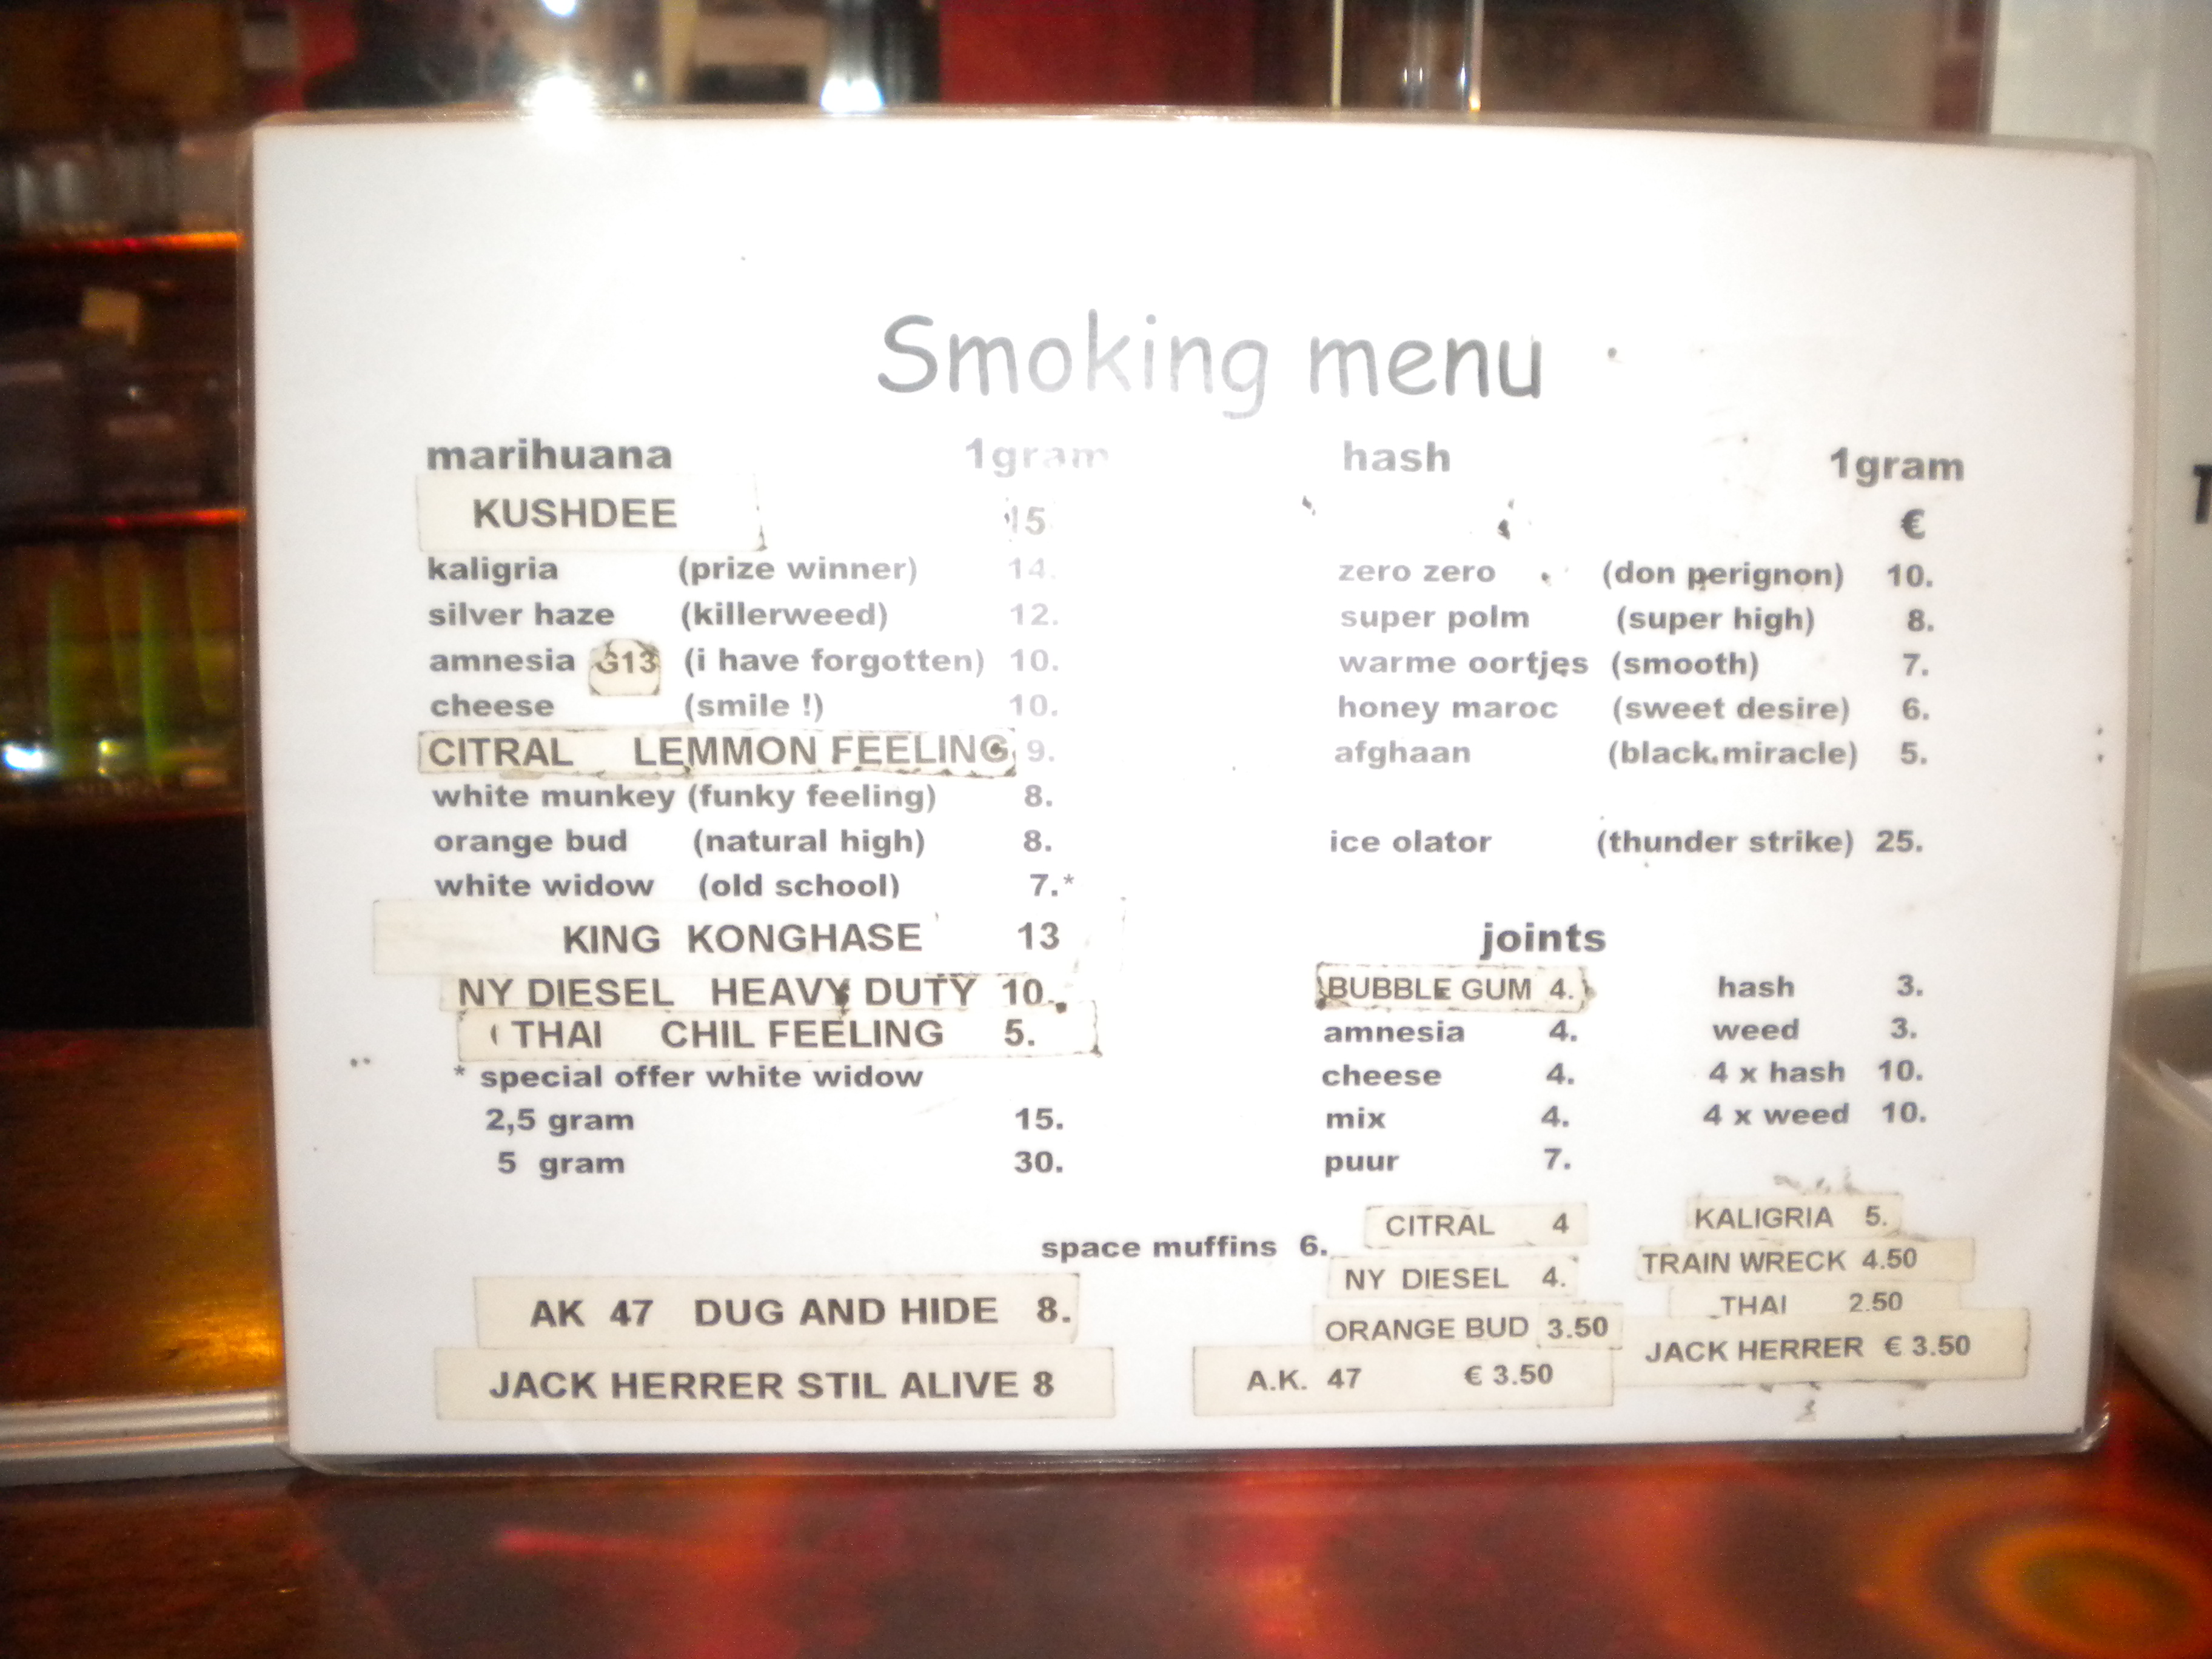 Smoking menu
marihuana 1gram
KUSHDEE 15
kaligria (prize winner) 14.
silver haze (killerweed) 12.
amnesia G13 (i have forgotten) 10.
cheese (smile !) 10.
CITRAL LEMMON FEELING 9.
white munkey (funky feeling) 8.
orange bud (natural high) 8.
white widow (old school) 7.*
KING KONGHASE 13
NY DIESEL HEAVY DUTY 10.
THAI CHIL FEELING 5.
* special offer white widow
2,5 gram 15.
5 gram 30.
hash 1gram
€
zero zero (don perignon) 10.
super polm (super high) 8.
warme oortjes (smooth) 7.
honey maroc (sweet desire) 6.
afghaan (black miracle) 5.
ice olator (thunder strike) 25.
joints
BUBBLE GUM 4. hash 3.
amnesia 4. weed 3.
cheese 4. 4 x hash 10.
mix 4. 4 x weed 10.
puur 7.
CITRAL 4 KALIGRIA 5.
space muffins 6.
NY DIESEL 4. TRAIN WRECK 4.50
ORANGE BUD 3.50 THAI 2.50
A.K. 47 € 3.50 JACK HERRER € 3.50
AK 47 DUG AND HIDE 8.
JACK HERRER STIL ALIVE 8